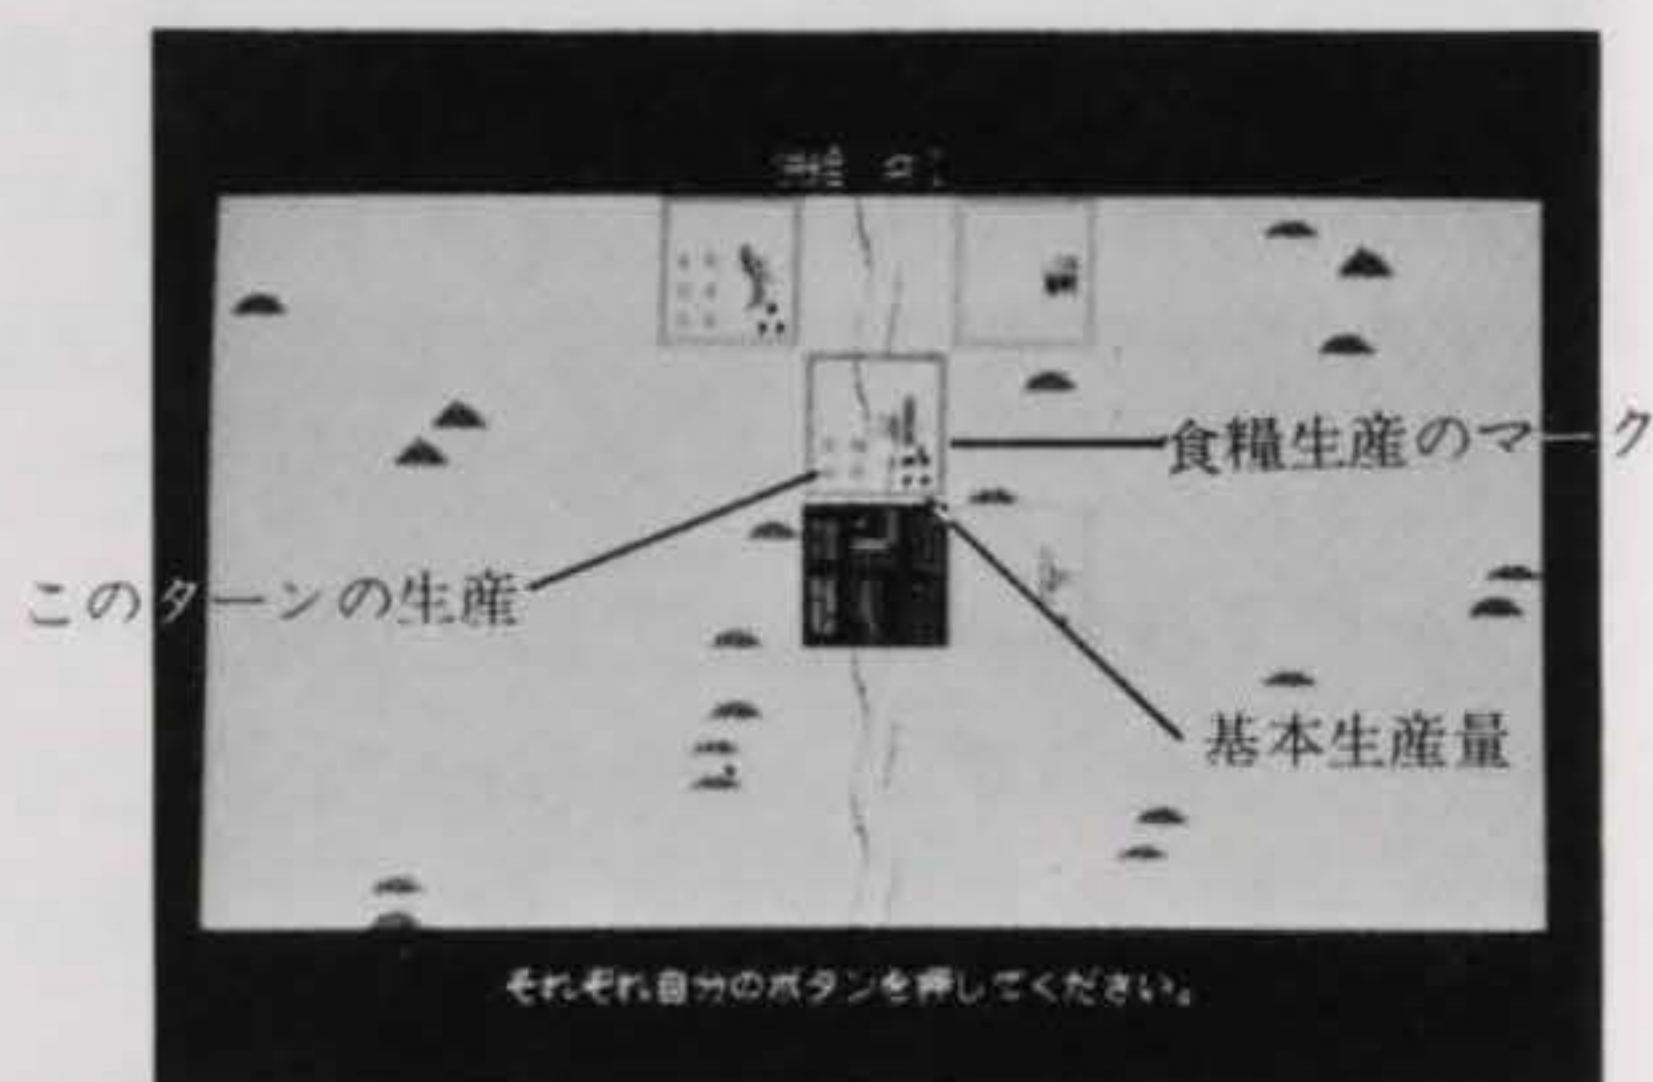 食糧生産のマーク
このターンの生産
基本生産量
それぞれ自分のボタンを押してください。